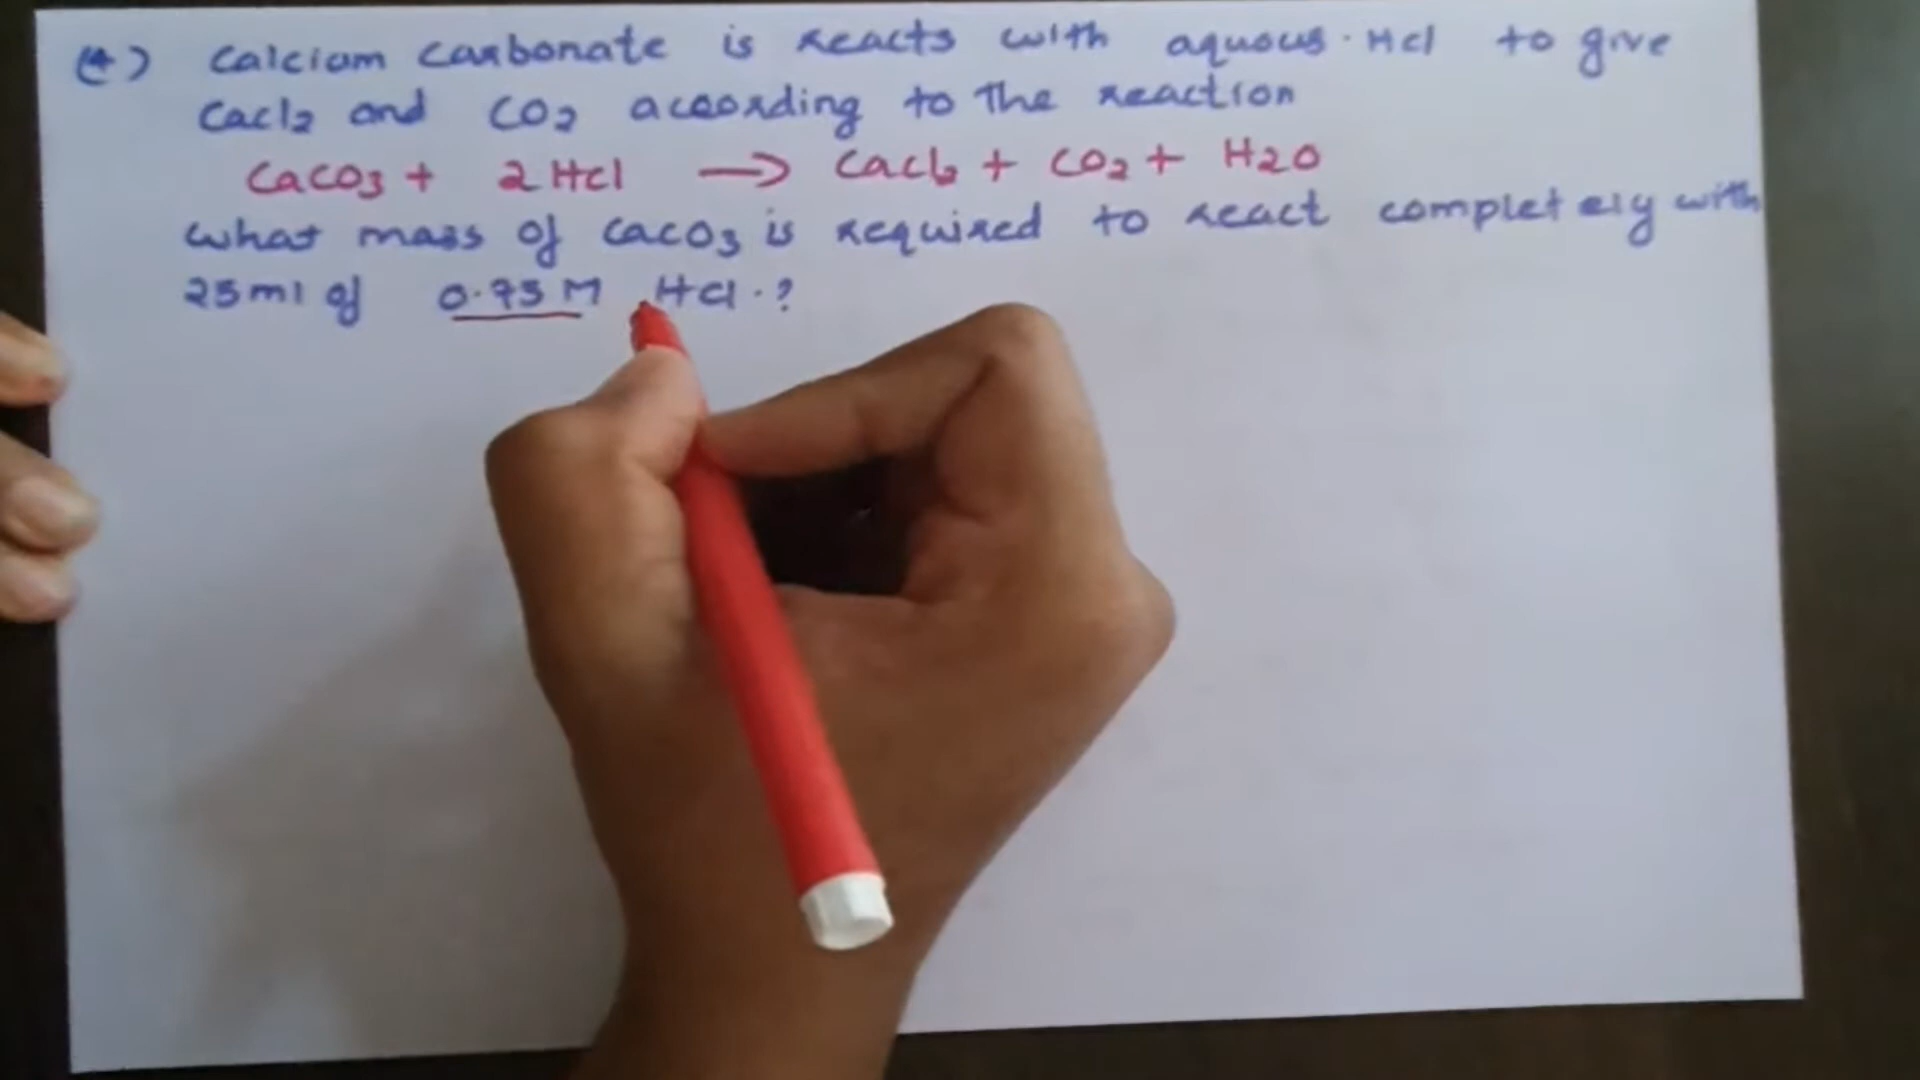 4) Calcium carbonate is reacts with aquous. Hcl to give
Cacl2 and CO2 according to the reaction
CaCO3 + 2Hcl → Cacl2 + CO2 + H2O
what mass of CaCO3 is required to react completely with
25ml of 0.75M Hcl.?